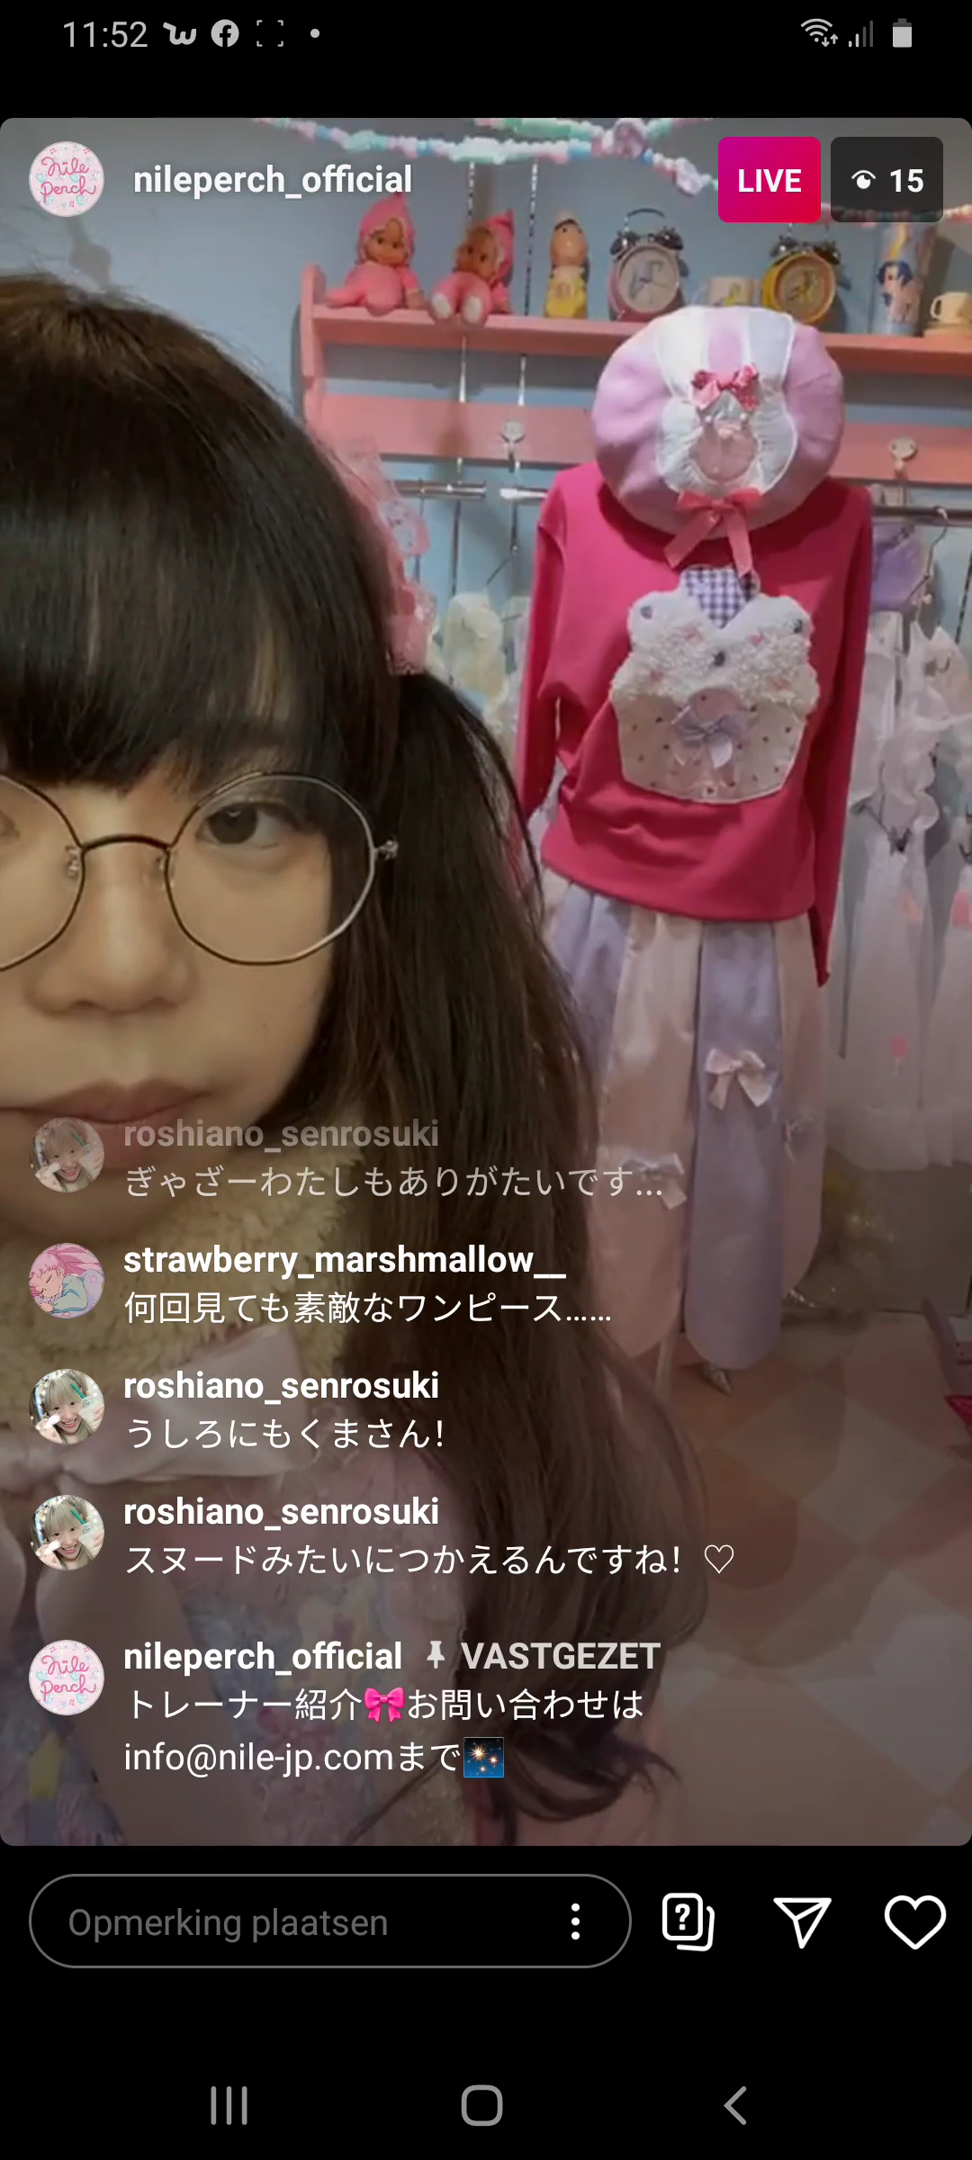 11:52
nileperch_official
LIVE
15
Nile
Perch
roshiano_senrosuki
ぎゃざーわたしもありがたいです...
strawberry_marshmallow__
何回見ても素敵なワンピース......
roshiano_senrosuki
うしろにもくまさん！
roshiano_senrosuki
スヌードみたいにつかえるんですね！♡
Nile
Perch
nileperch_official VASTGEZET
トレーナー紹介🎀お問い合わせは
info@nile-jp.comまで🎇
Opmerking plaatsen